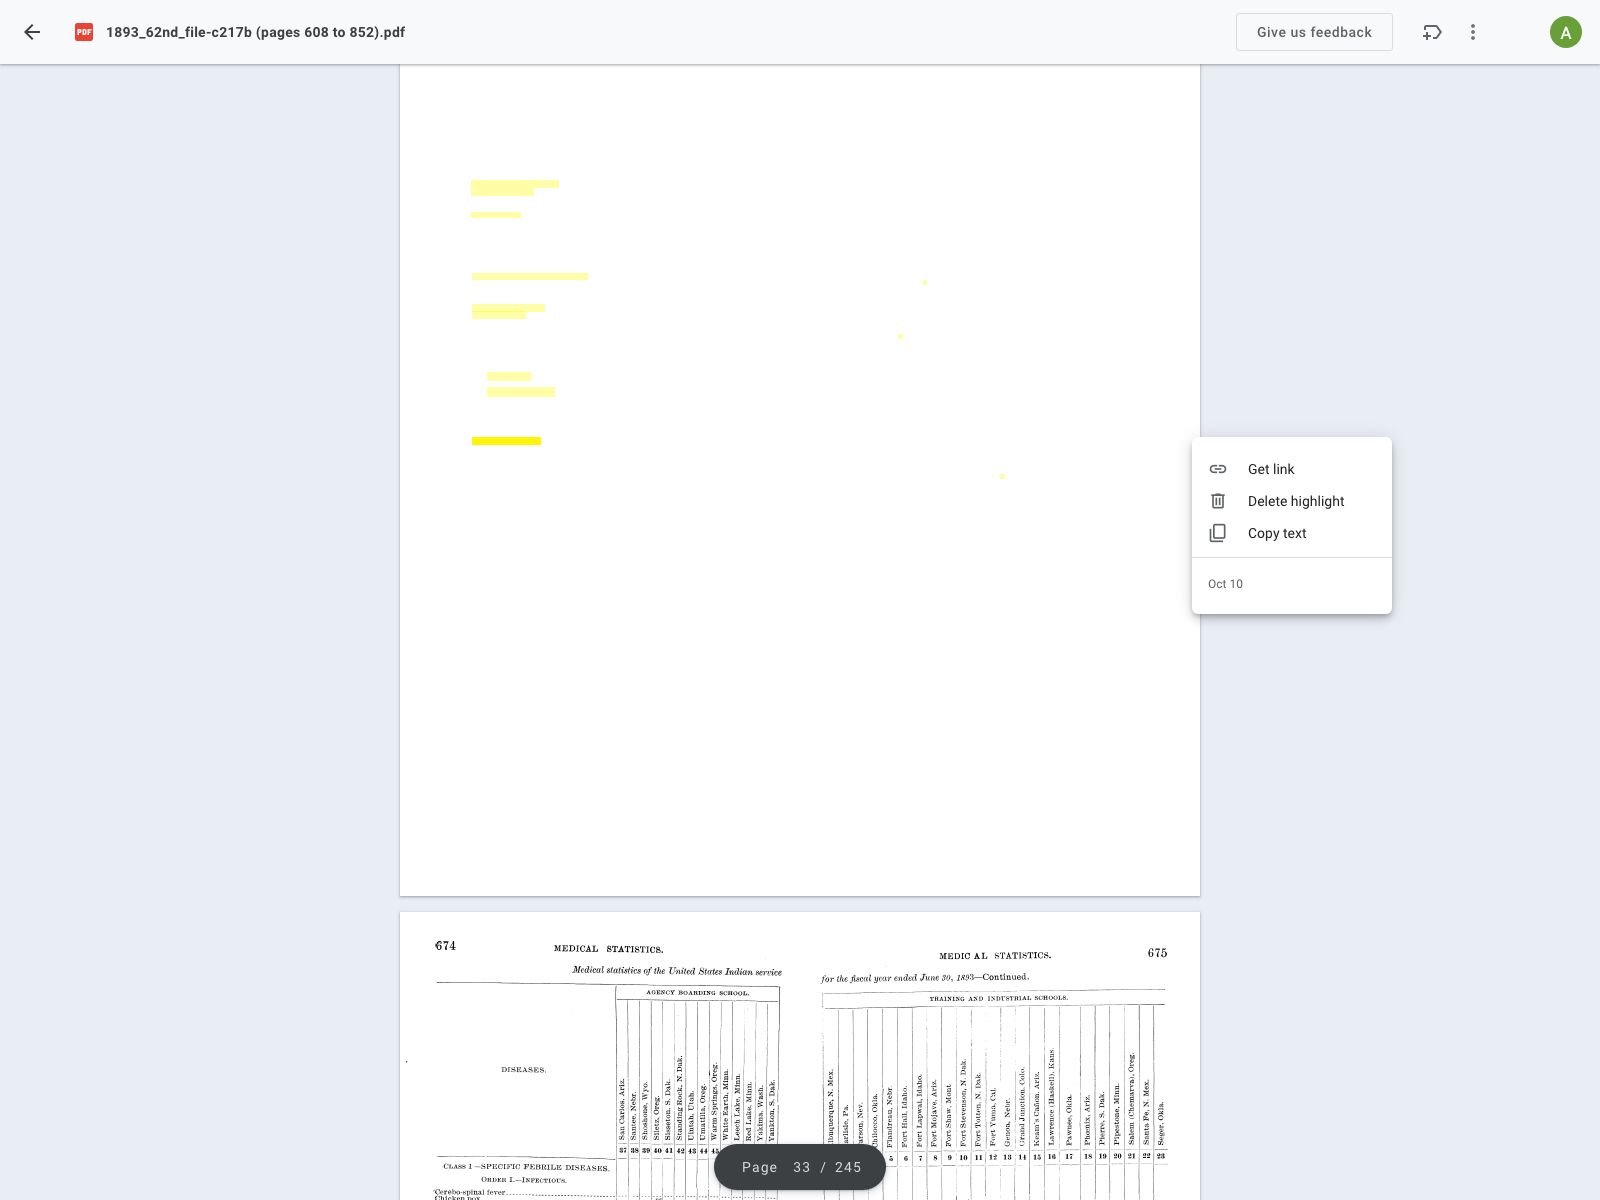 1893_62nd_file-c217b (pages 608 to 852).pdf
Give us feedback
A
Get link
Delete highlight
Copy text
Oct 10
674
MEDICAL STATISTICS.
Medical statistics of the United States Indian service
AGENCY BOARDING SCHOOL.
DISEASES.
San Carlos, Ariz.
Santee, Nebr.
Shoshone, Wyo.
Siletz, Oreg.
Sisseton, S. Dak.
Standing Rock, N. Dak.
Uintah, Utah.
Umatilla, Oreg.
Warm Springs, Oreg.
White Earth, Minn.
Leech Lake, Minn.
Red Lake, Minn.
Yakima, Wash.
Yankton, S. Dak.
37 38 39 40 41 42 43 44 45
CLASS I.—SPECIFIC FEBRILE DISEASES.
ORDER I.—INFECTIOUS.
Cerebo-spinal fever
Chicken pox
MEDICAL STATISTICS.
675
for the fiscal year ended June 30, 1893—Continued.
TRAINING AND INDUSTRIAL SCHOOLS.
lbuquerque, N. Mex.
arlisle, Pa.
arson, Nev.
Chilocco, Okla.
Flandreau, Nebr.
Fort Hall, Idaho.
Fort Lapwai, Idaho.
Fort Mojave, Ariz.
Fort Shaw, Mont
Fort Stevenson, N. Dak.
Fort Totten, N. Dak.
Fort Yuma, Cal.
Genoa, Nebr.
Grand Junction, Colo.
Keam's Cañon, Ariz.
Lawrence (Haskell), Kans.
Pawnee, Okla.
Phœnix, Ariz.
Pierre, S. Dak.
Pipestone, Minn.
Salem (Chemawa), Oreg.
Santa Fé, N. Mex.
Seger, Okla.
5 6 7 8 9 10 11 12 13 14 15 16 17 18 19 20 21 22 23
Page 33 / 245